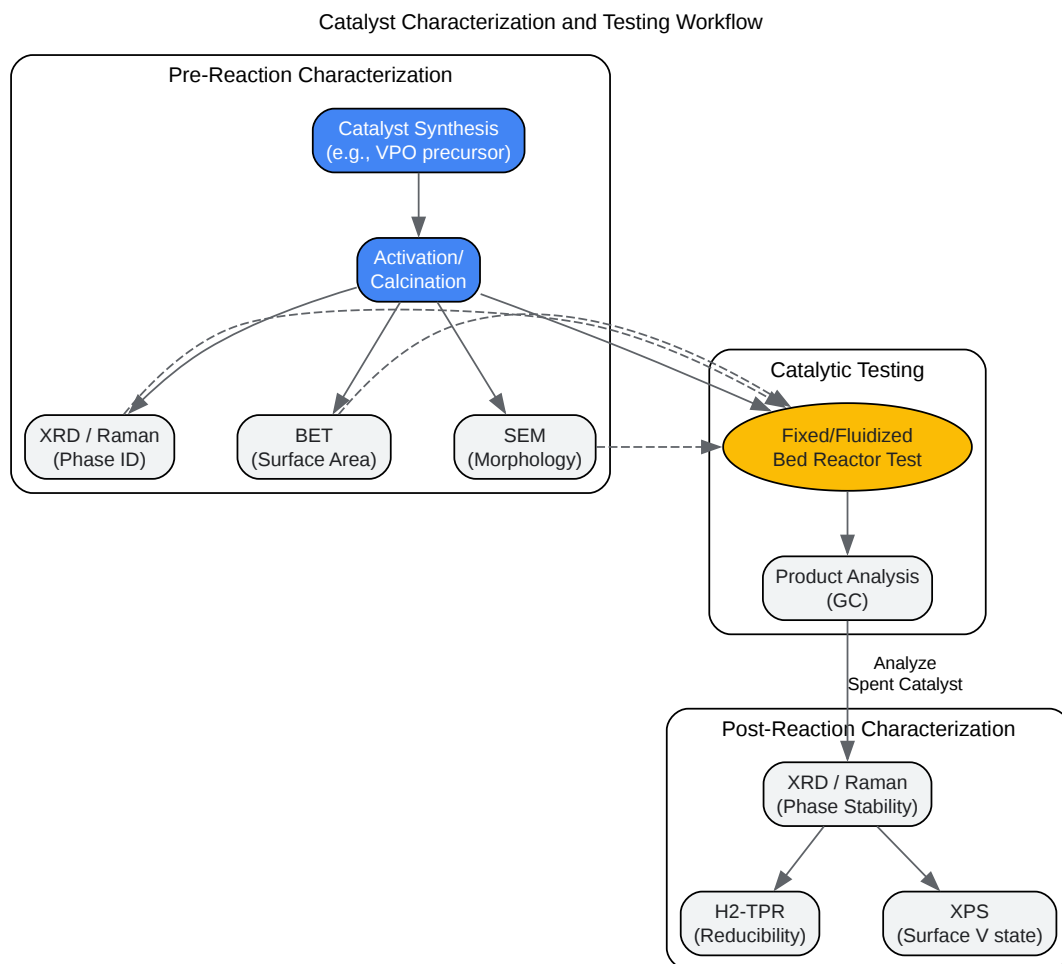 Catalyst Characterization and Testing Workflow
Pre-Reaction Characterization
Catalyst Synthesis
(e.g., VPO precursor)
Activation/
Calcination
XRD / Raman
(Phase ID)
BET
(Surface Area)
SEM
(Morphology)
Catalytic Testing
Fixed/Fluidized
Bed Reactor Test
Product Analysis
(GC)
Analyze
Spent Catalyst
Post-Reaction Characterization
XRD / Raman
(Phase Stability)
H2-TPR
(Reducibility)
XPS
(Surface V state)